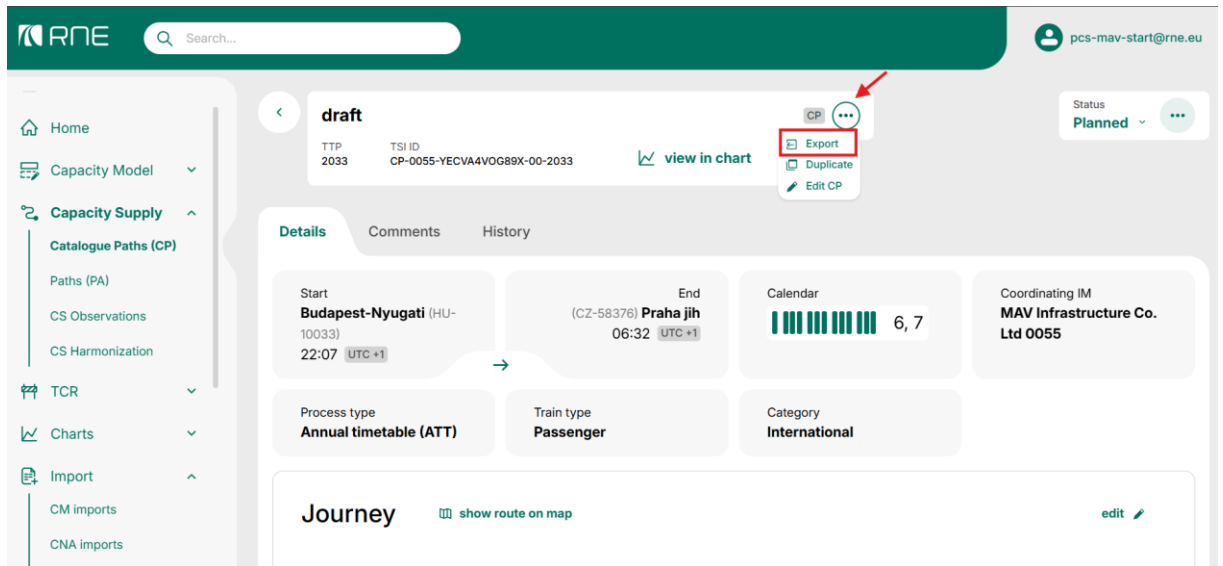 RNE
Search...
pcs-mav-start@rne.eu
Home
Capacity Model
Capacity Supply
Catalogue Paths (CP)
Paths (PA)
CS Observations
CS Harmonization
TCR
Charts
Import
CM imports
CNA imports
draft
CP
TTP
2033
TSI ID
CP-0055-YECVA4VOG89X-00-2033
view in chart
Export
Duplicate
Edit CP
Status
Planned
Details
Comments
History
Start
Budapest-Nyugati (HU-
10033)
22:07 UTC +1
End
(CZ-58376) Praha jih
06:32 UTC +1
Calendar
6, 7
Coordinating IM
MAV Infrastructure Co.
Ltd 0055
Process type
Annual timetable (ATT)
Train type
Passenger
Category
International
Journey
show route on map
edit